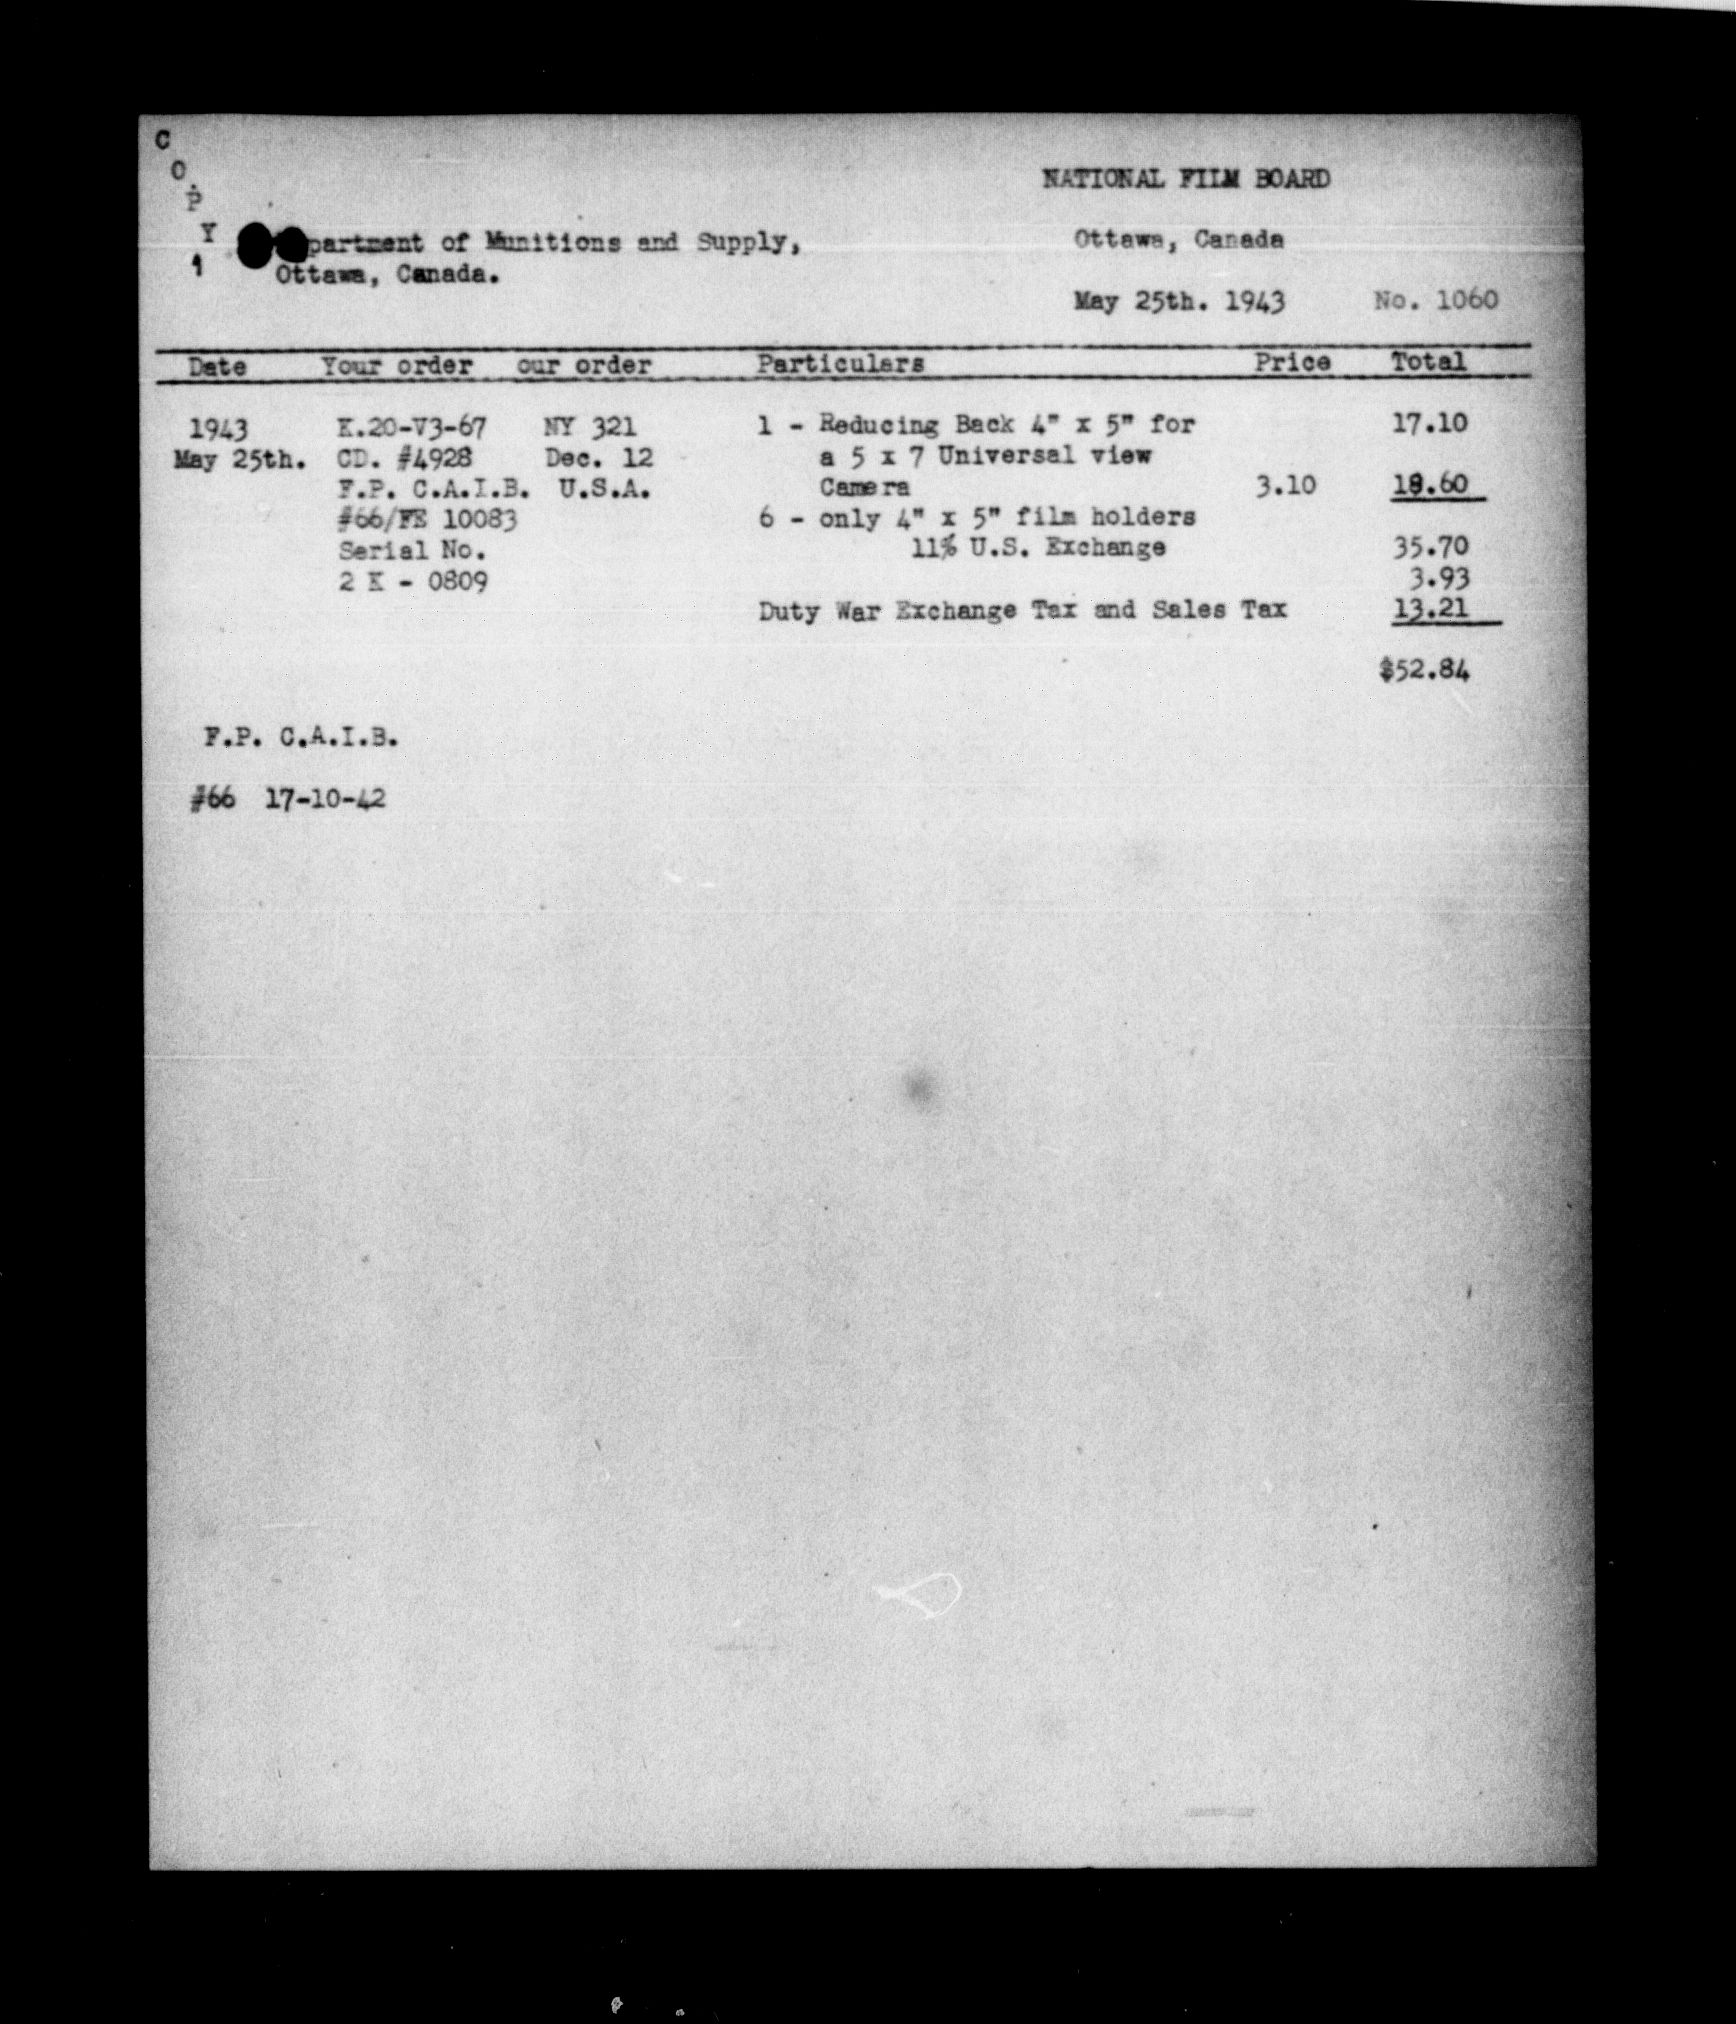 C
O
P
Y
1
NATIONAL FILM BOARD
partment of Munitions and Supply,
Ottawa, Canada.
Ottawa, Canada
May 25th. 1943 No. 1060
Date Your order our order Particulars Price Total
1943 K.20-V3-67 NY 321 1 - Reducing Back 4" x 5" for 17.10
May 25th. CD. #4928 Dec. 12 a 5 x 7 Universal view
F.P. C.A.I.B. U.S.A. Camera 3.10 18.60
#66/FE 10083 6 - only 4" x 5" film holders
Serial No. 11% U.S. Exchange 35.70
2 K - 0809 3.93
Duty War Exchange Tax and Sales Tax 13.21
$52.84
F.P. C.A.I.B.
#66 17-10-42